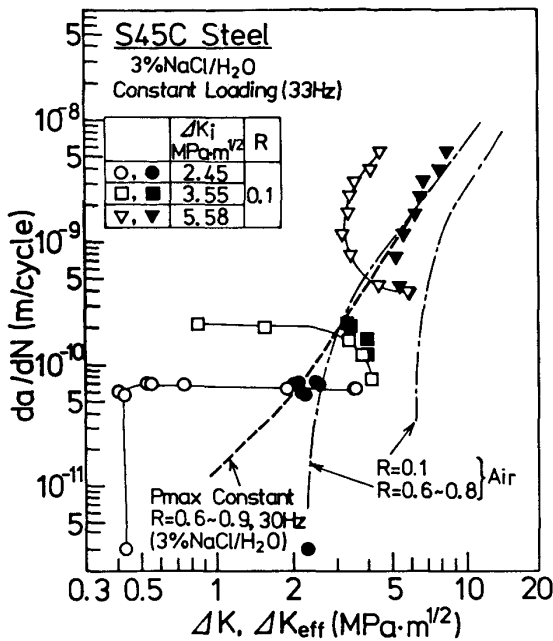 S45C Steel
3%NaCl/H₂O
Constant Loading (33Hz)
ΔKi
MPa·m^1/2
R
○, ● 2.45
□, ■ 3.55
▽, ▼ 5.58
0.1
5
10⁻⁸
5
10⁻⁹
5
10⁻¹⁰
5
10⁻¹¹
5
da/dN (m/cycle)
Pmax Constant
R=0.6~0.9, 30Hz
(3%NaCl/H₂O)
R=0.1
R=0.6~0.8
Air
0.3 0.5 1 2 5 10 20
ΔK, ΔKeff (MPa·m^1/2)